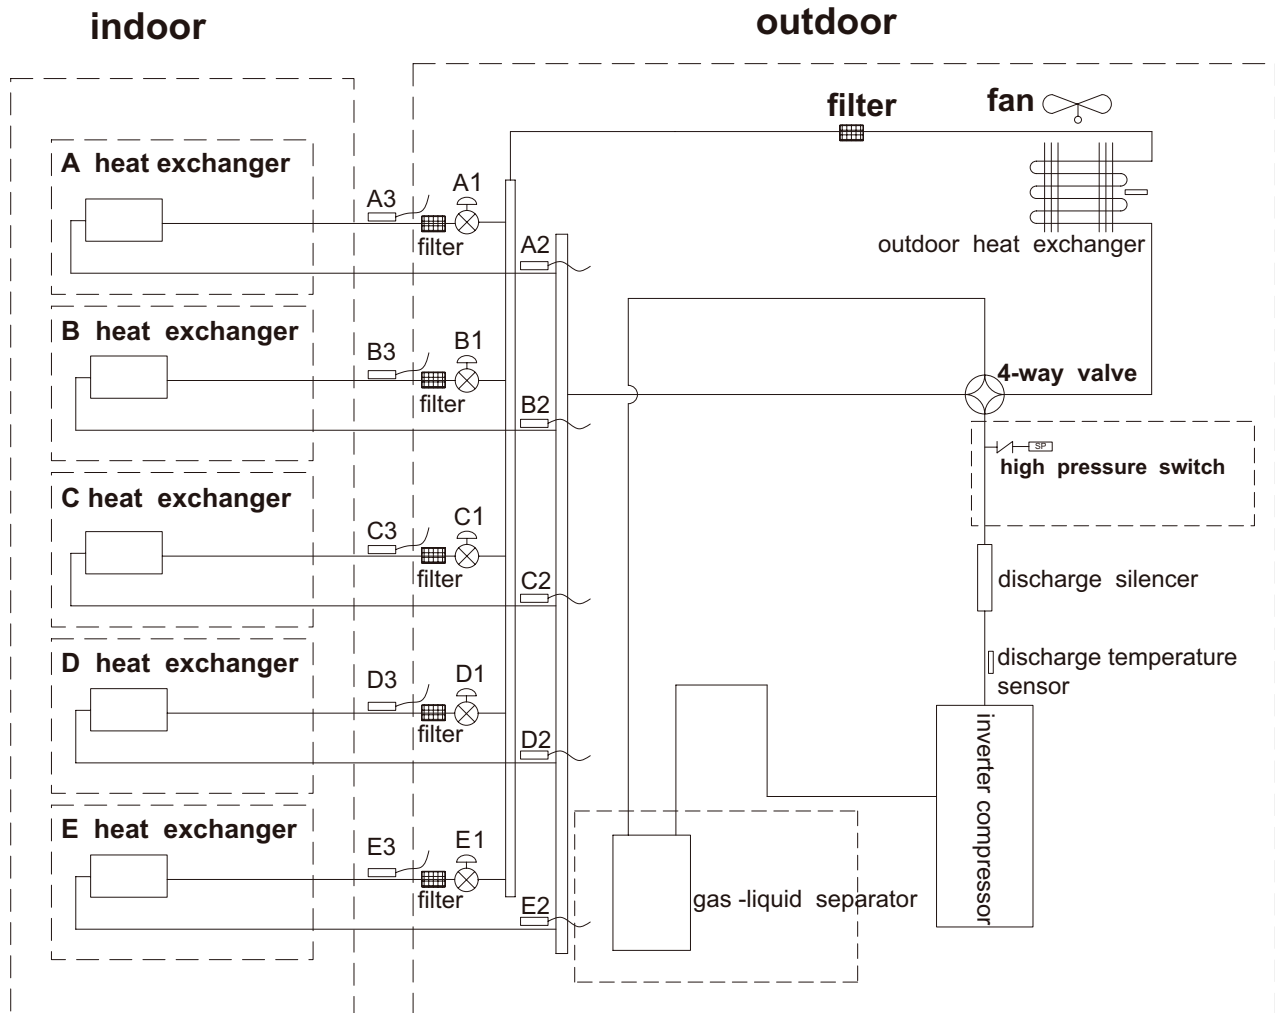 indoor
outdoor
filter
fan
A heat exchanger
A3
A1
filter
A2
outdoor heat exchanger
B heat exchanger
B3
B1
filter
B2
4-way valve
SP
high pressure switch
C heat exchanger
C3
C1
filter
C2
discharge silencer
D heat exchanger
D3
D1
filter
D2
discharge temperature
sensor
inverter compressor
E heat exchanger
E3
E1
filter
E2
gas -liquid separator